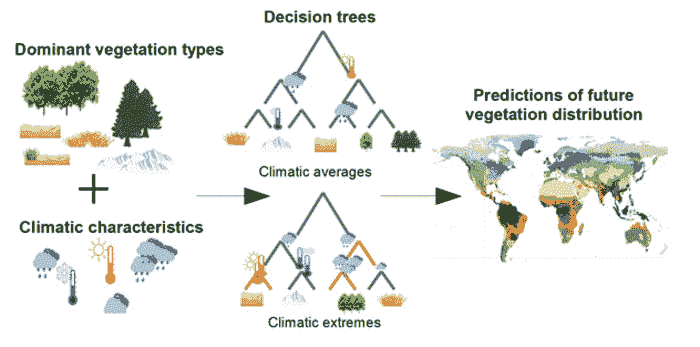 Dominant vegetation types
Climatic characteristics
Decision trees
Climatic averages
Climatic extremes
Predictions of future
vegetation distribution